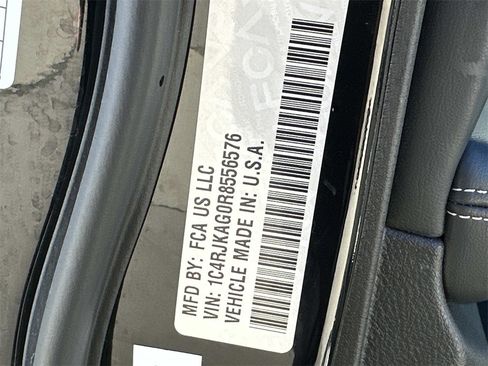 MFD BY: FCA US LLC
VIN: 1C4RJKAG0R8556576
VEHICLE MADE IN: U.S.A.